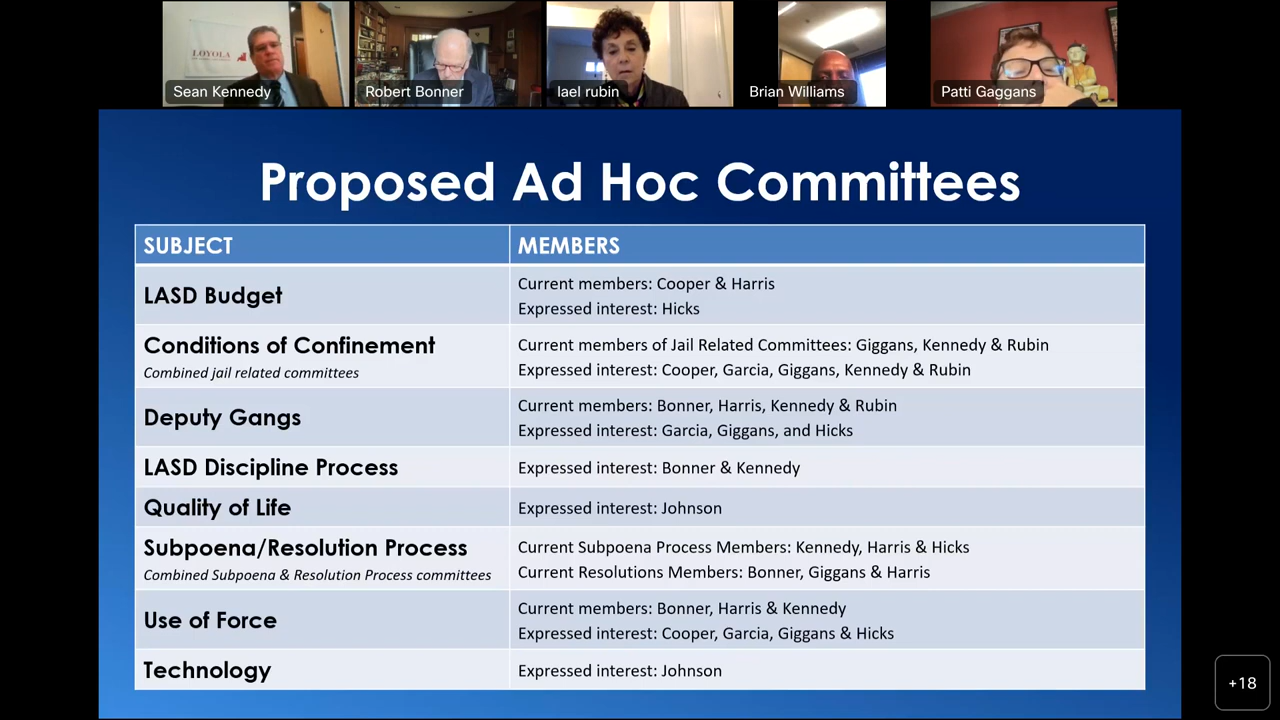 LOYOLA
Sean Kennedy
Robert Bonner
lael rubin
Brian Williams
Patti Gaggans
Proposed Ad Hoc Committees
SUBJECT
MEMBERS
LASD Budget
Current members: Cooper & Harris
Expressed interest: Hicks
Conditions of Confinement
Combined jail related committees
Current members of Jail Related Committees: Giggans, Kennedy & Rubin
Expressed interest: Cooper, Garcia, Giggans, Kennedy & Rubin
Deputy Gangs
Current members: Bonner, Harris, Kennedy & Rubin
Expressed interest: Garcia, Giggans, and Hicks
LASD Discipline Process
Expressed interest: Bonner & Kennedy
Quality of Life
Expressed interest: Johnson
Subpoena/Resolution Process
Combined Subpoena & Resolution Process committees
Current Subpoena Process Members: Kennedy, Harris & Hicks
Current Resolutions Members: Bonner, Giggans & Harris
Use of Force
Current members: Bonner, Harris & Kennedy
Expressed interest: Cooper, Garcia, Giggans & Hicks
Technology
Expressed interest: Johnson
+18